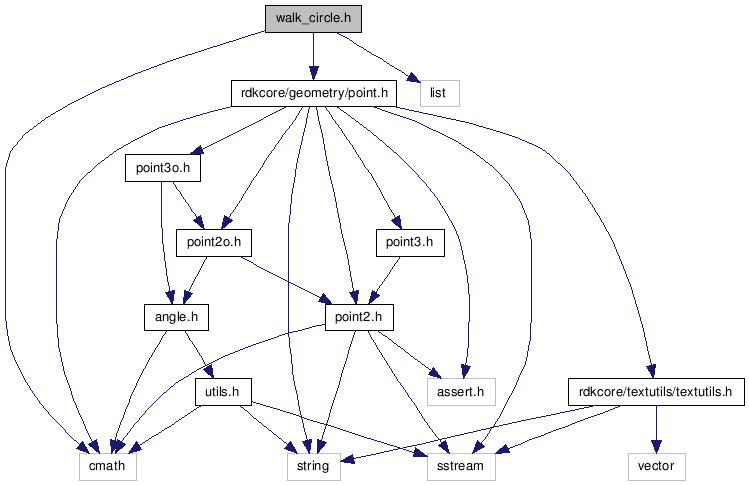 walk_circle.h
rdkcore/geometry/point.h
list
point3o.h
point2o.h
point3.h
angle.h
point2.h
utils.h
assert.h
rdkcore/textutils/textutils.h
cmath
string
sstream
vector